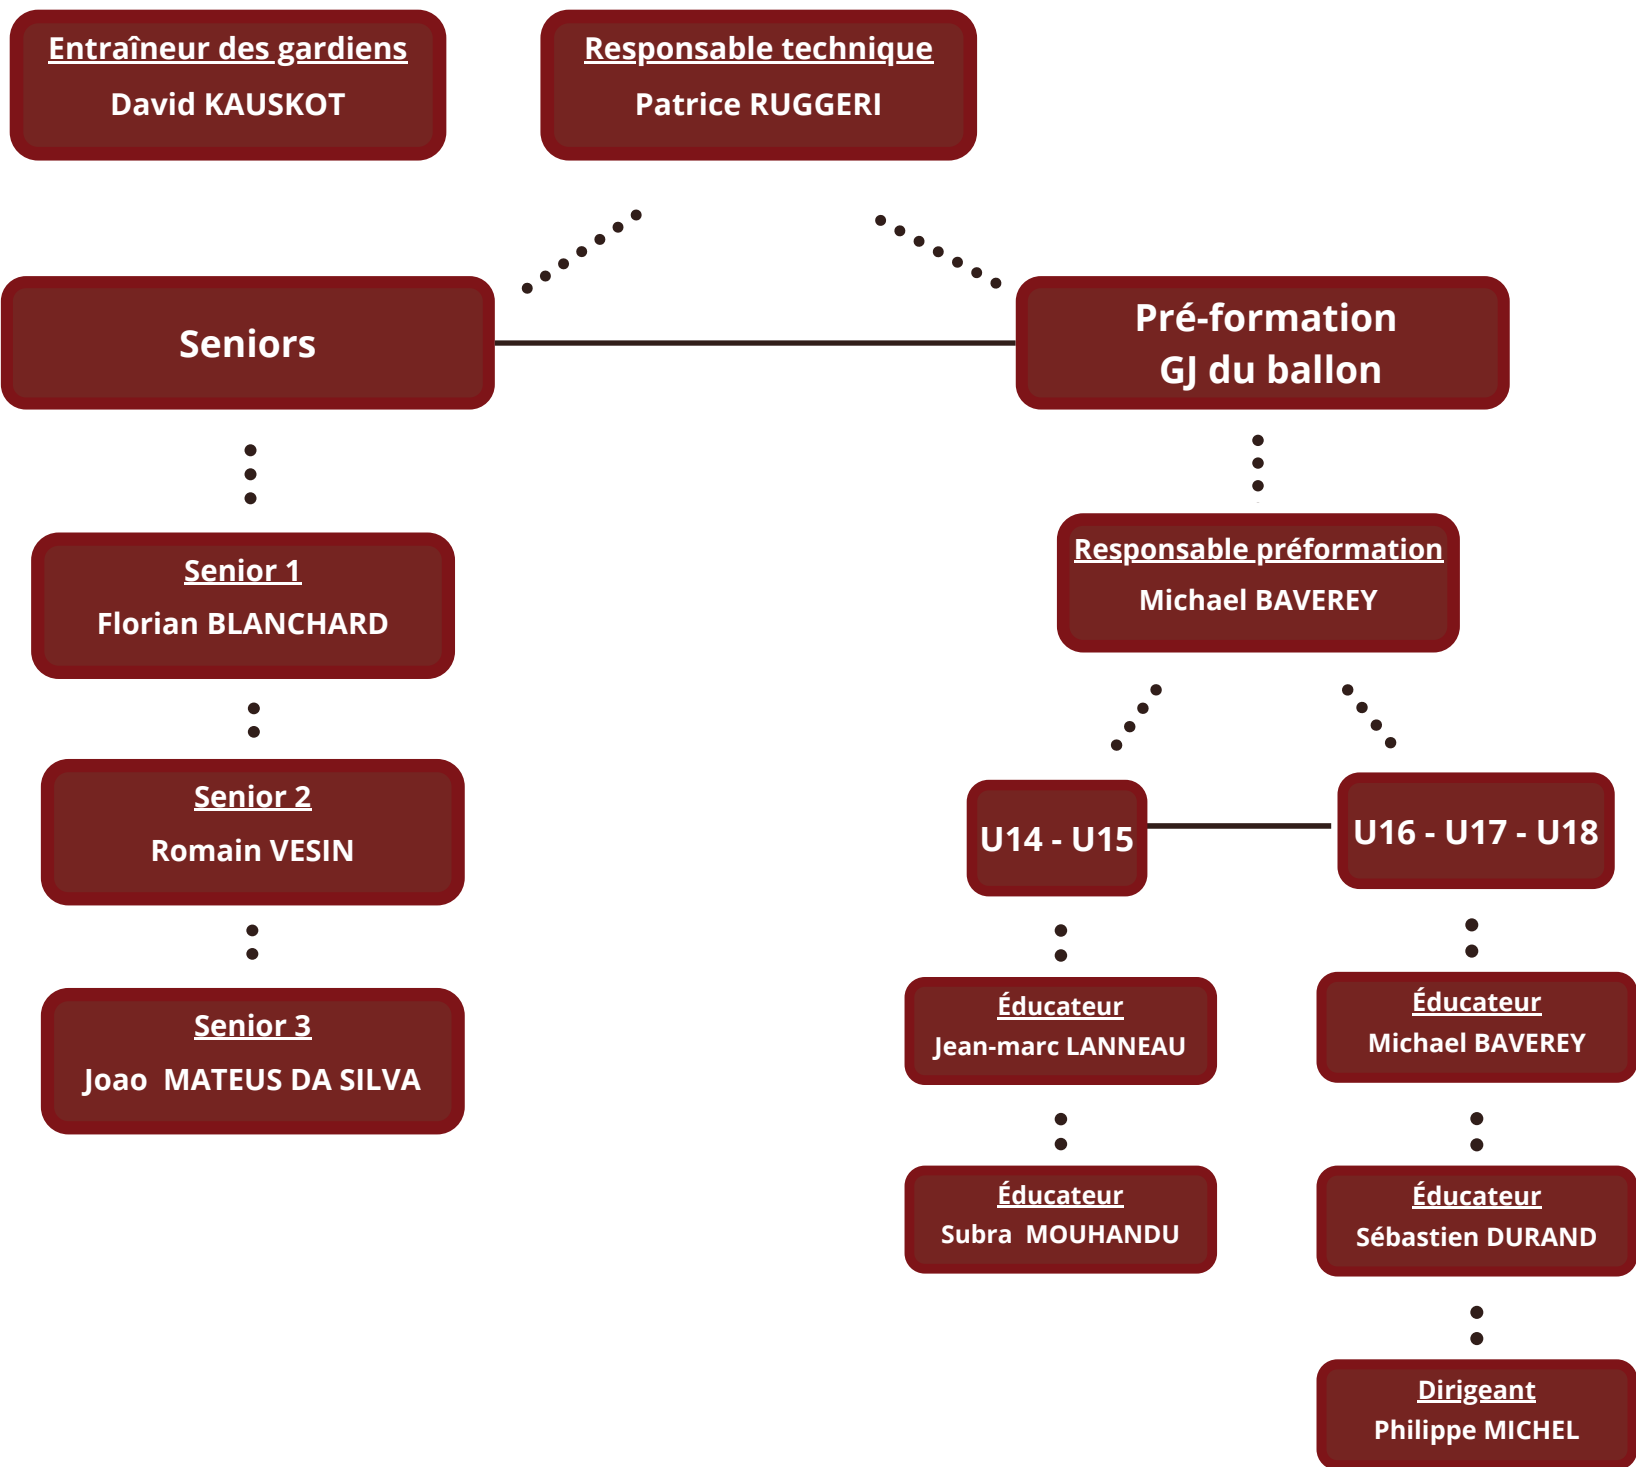 Entraîneur des gardiens
David KAUSKOT
Responsable technique
Patrice RUGGERI
Seniors
Pré-formation
GJ du ballon
Senior 1
Florian BLANCHARD
Senior 2
Romain VESIN
Senior 3
Joao  MATEUS DA SILVA
Responsable préformation
Michael BAVEREY
U14 - U15
U16 - U17 - U18
Éducateur
Jean-marc LANNEAU
Éducateur
Subra  MOUHANDU
Éducateur
Michael BAVEREY
Éducateur
Sébastien DURAND
Dirigeant
Philippe MICHEL